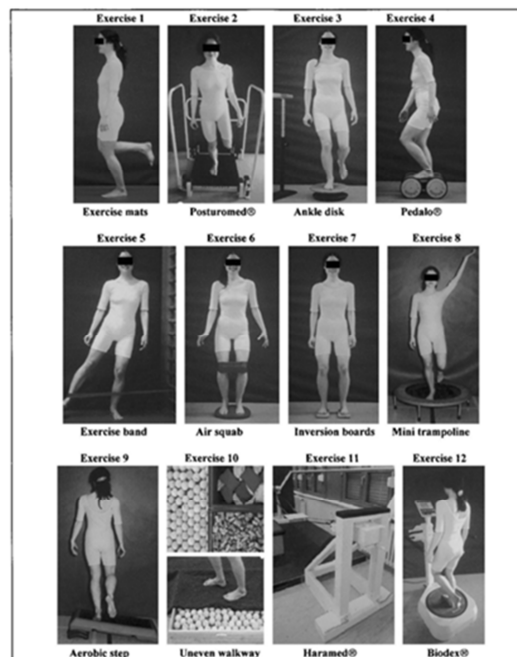 Exercise 1 Exercise 2 Exercise 3 Exercise 4
Exercise mats Posturomed® Ankle disk Pedalo®
Exercise 5 Exercise 6 Exercise 7 Exercise 8
Exercise band Air squab Inversion boards Mini trampoline
Exercise 9 Exercise 10 Exercise 11 Exercise 12
Aerobic step Uneven walkway Haramed® Biodex®